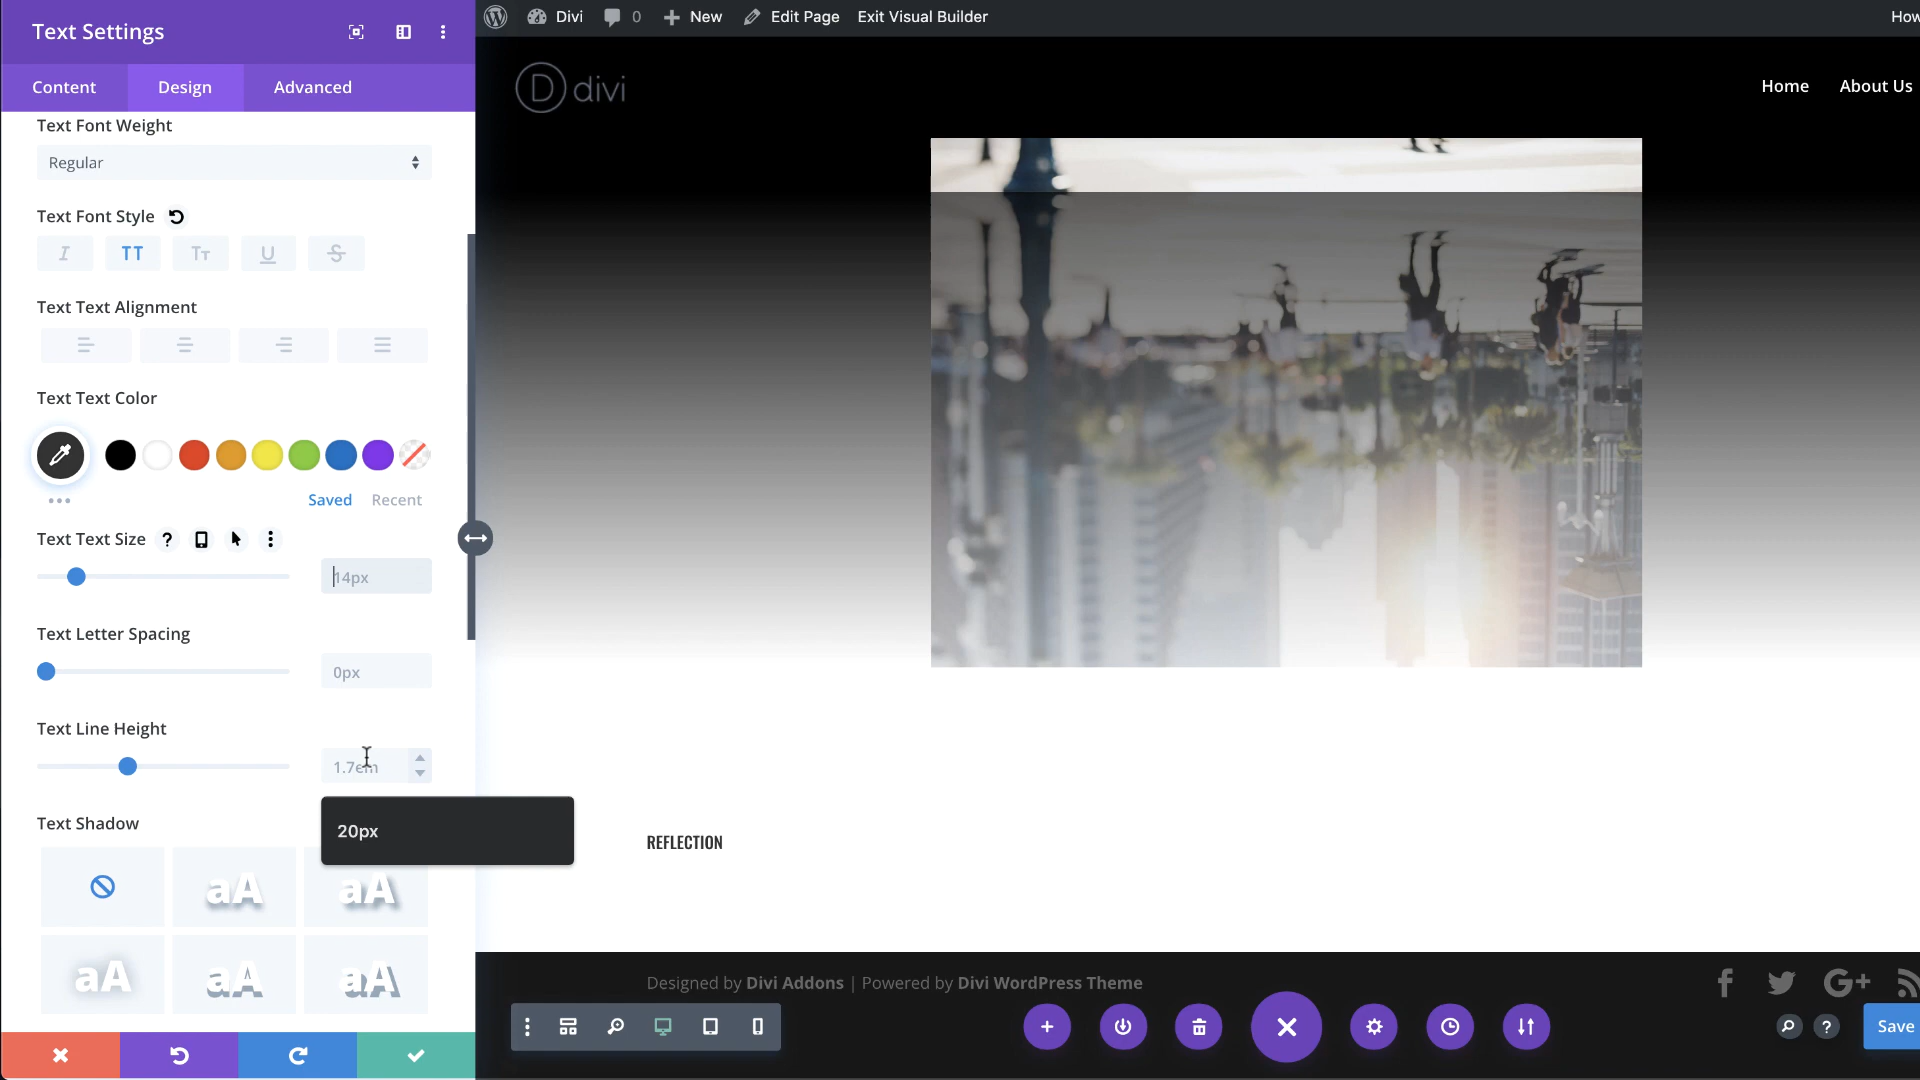 Text Settings
Divi
0
New
Edit Page
Exit Visual Builder
How
Content
Design
Advanced
D divi
Home
About Us
Text Font Weight
Regular
Text Font Style
I
TT
Tт
U
S
Text Text Alignment
Text Text Color
Saved
Recent
Text Text Size
?
14px
Text Letter Spacing
0px
Text Line Height
1.7em
20px
Text Shadow
aA
aA
aA
aA
aA
REFLECTION
Designed by Divi Addons | Powered by Divi WordPress Theme
?
Save